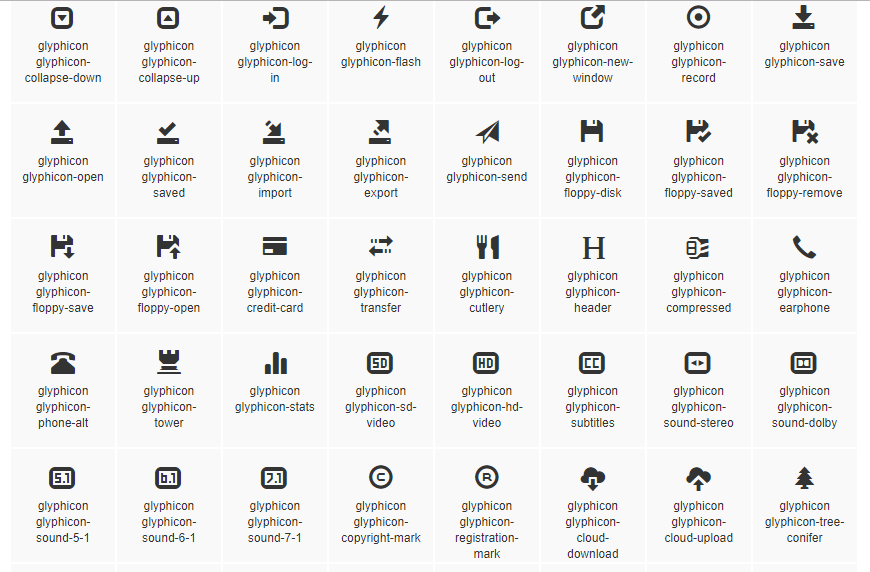 glyphicon
glyphicon-
collapse-down
glyphicon
glyphicon-
collapse-up
glyphicon
glyphicon-log-
in
glyphicon
glyphicon-flash
glyphicon
glyphicon-log-
out
glyphicon
glyphicon-new-
window
glyphicon
glyphicon-
record
glyphicon
glyphicon-save
glyphicon
glyphicon-open
glyphicon
glyphicon-
saved
glyphicon
glyphicon-
import
glyphicon
glyphicon-
export
glyphicon
glyphicon-send
glyphicon
glyphicon-
floppy-disk
glyphicon
glyphicon-
floppy-saved
glyphicon
glyphicon-
floppy-remove
glyphicon
glyphicon-
floppy-save
glyphicon
glyphicon-
floppy-open
glyphicon
glyphicon-
credit-card
glyphicon
glyphicon-
transfer
glyphicon
glyphicon-
cutlery
H
glyphicon
glyphicon-
header
glyphicon
glyphicon-
compressed
glyphicon
glyphicon-
earphone
glyphicon
glyphicon-
phone-alt
glyphicon
glyphicon-
tower
glyphicon
glyphicon-stats
SD
glyphicon
glyphicon-sd-
video
HD
glyphicon
glyphicon-hd-
video
CC
glyphicon
glyphicon-
subtitles
glyphicon
glyphicon-
sound-stereo
glyphicon
glyphicon-
sound-dolby
5.1
glyphicon
glyphicon-
sound-5-1
6.1
glyphicon
glyphicon-
sound-6-1
7.1
glyphicon
glyphicon-
sound-7-1
C
glyphicon
glyphicon-
copyright-mark
R
glyphicon
glyphicon-
registration-
mark
glyphicon
glyphicon-
cloud-
download
glyphicon
glyphicon-
cloud-upload
glyphicon
glyphicon-tree-
conifer